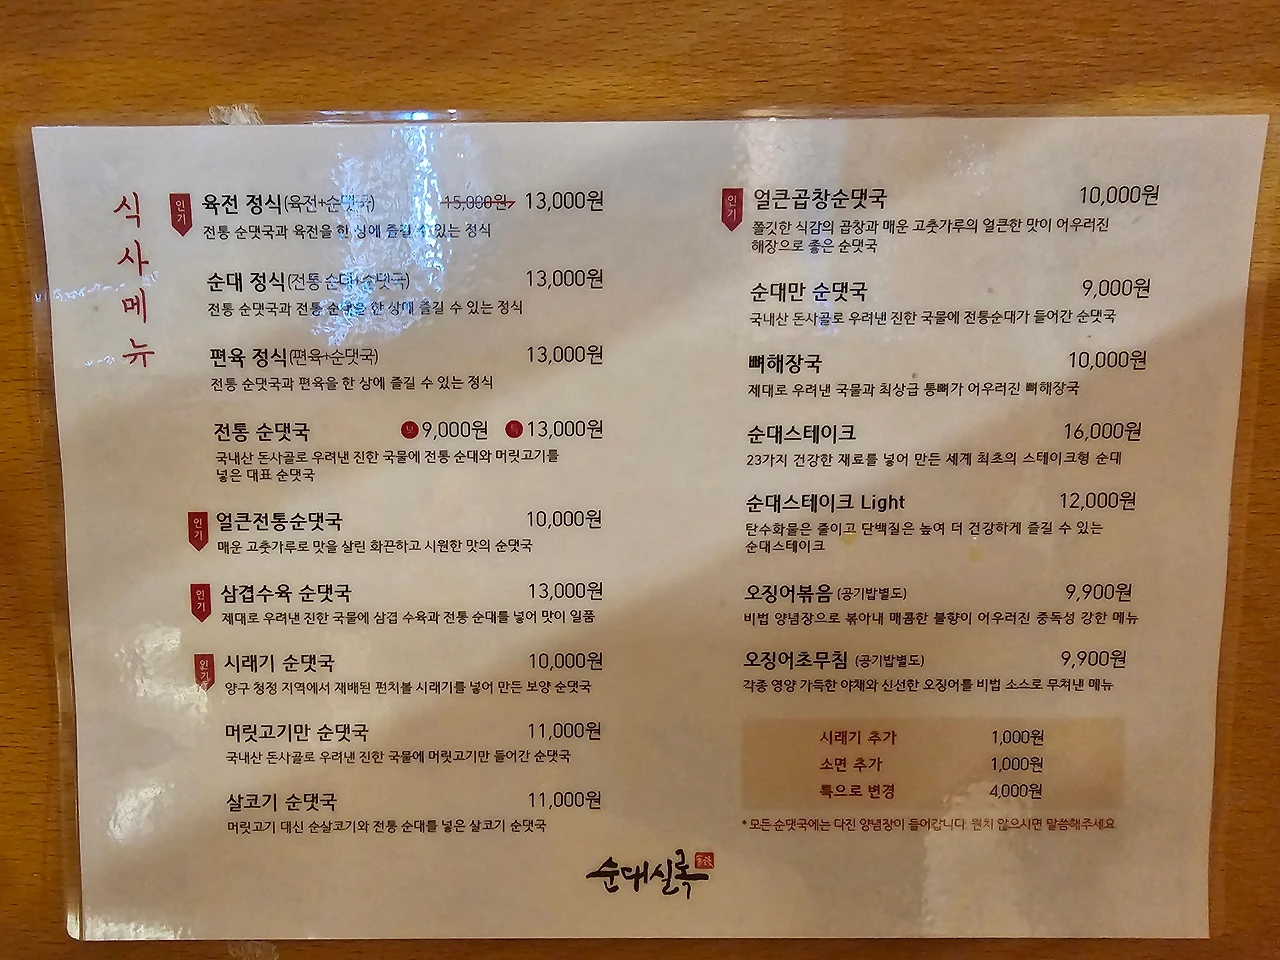 식사메뉴
인기 육전 정식(육전+순댓국) 15,000원 13,000원
전통 순댓국과 육전을 한 상에 즐길 수 있는 정식
순대 정식(전통 순대+순댓국) 13,000원
전통 순댓국과 전통 순대를 한 상에 즐길 수 있는 정식
편육 정식(편육+순댓국) 13,000원
전통 순댓국과 편육을 한 상에 즐길 수 있는 정식
전통 순댓국 보 9,000원 특 13,000원
국내산 돈사골로 우려낸 진한 국물에 전통 순대와 머릿고기를
넣은 대표 순댓국
인기 얼큰전통순댓국 10,000원
매운 고춧가루로 맛을 살린 화끈하고 시원한 맛의 순댓국
인기 삼겹수육 순댓국 13,000원
제대로 우려낸 진한 국물에 삼겹 수육과 전통 순대를 넣어 맛이 일품
인기 시래기 순댓국 10,000원
양구 청정 지역에서 재배된 펀치볼 시래기를 넣어 만든 보양 순댓국
머릿고기만 순댓국 11,000원
국내산 돈사골로 우려낸 진한 국물에 머릿고기만 들어간 순댓국
살코기 순댓국 11,000원
머릿고기 대신 순살코기와 전통 순대를 넣은 살코기 순댓국
인기 얼큰곱창순댓국 10,000원
쫄깃한 식감의 곱창과 매운 고춧가루의 얼큰한 맛이 어우러진
해장으로 좋은 순댓국
순대만 순댓국 9,000원
국내산 돈사골로 우려낸 진한 국물에 전통순대가 들어간 순댓국
뼈해장국 10,000원
제대로 우려낸 국물과 최상급 통뼈가 어우러진 뼈해장국
순대스테이크 16,000원
23가지 건강한 재료를 넣어 만든 세계 최초의 스테이크형 순대
순대스테이크 Light 12,000원
탄수화물은 줄이고 단백질은 높여 더 건강하게 즐길 수 있는
순대스테이크
오징어볶음 (공기밥별도) 9,900원
비법 양념장으로 볶아내 매콤한 불향이 어우러진 중독성 강한 메뉴
오징어초무침 (공기밥별도) 9,900원
각종 영양 가득한 야채와 신선한 오징어를 비법 소스로 무쳐낸 메뉴
시래기 추가 1,000원
소면 추가 1,000원
특으로 변경 4,000원
* 모든 순댓국에는 다진 양념장이 들어갑니다. 원치 않으시면 말씀해주세요
순대실록